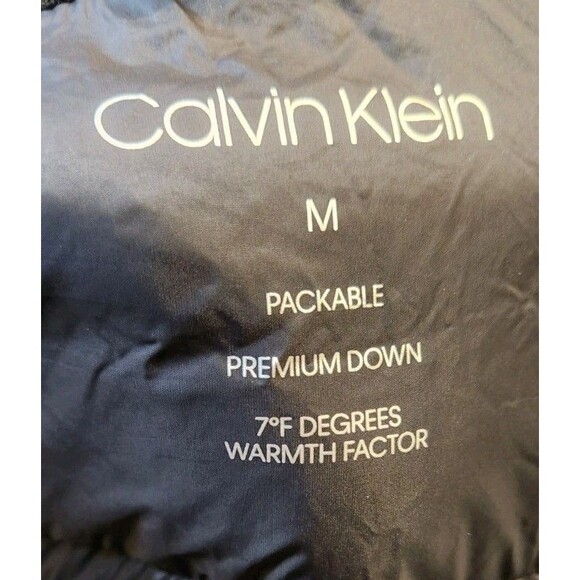 Calvin Klein
M
PACKABLE
PREMIUM DOWN
7°F DEGREES
WARMTH FACTOR